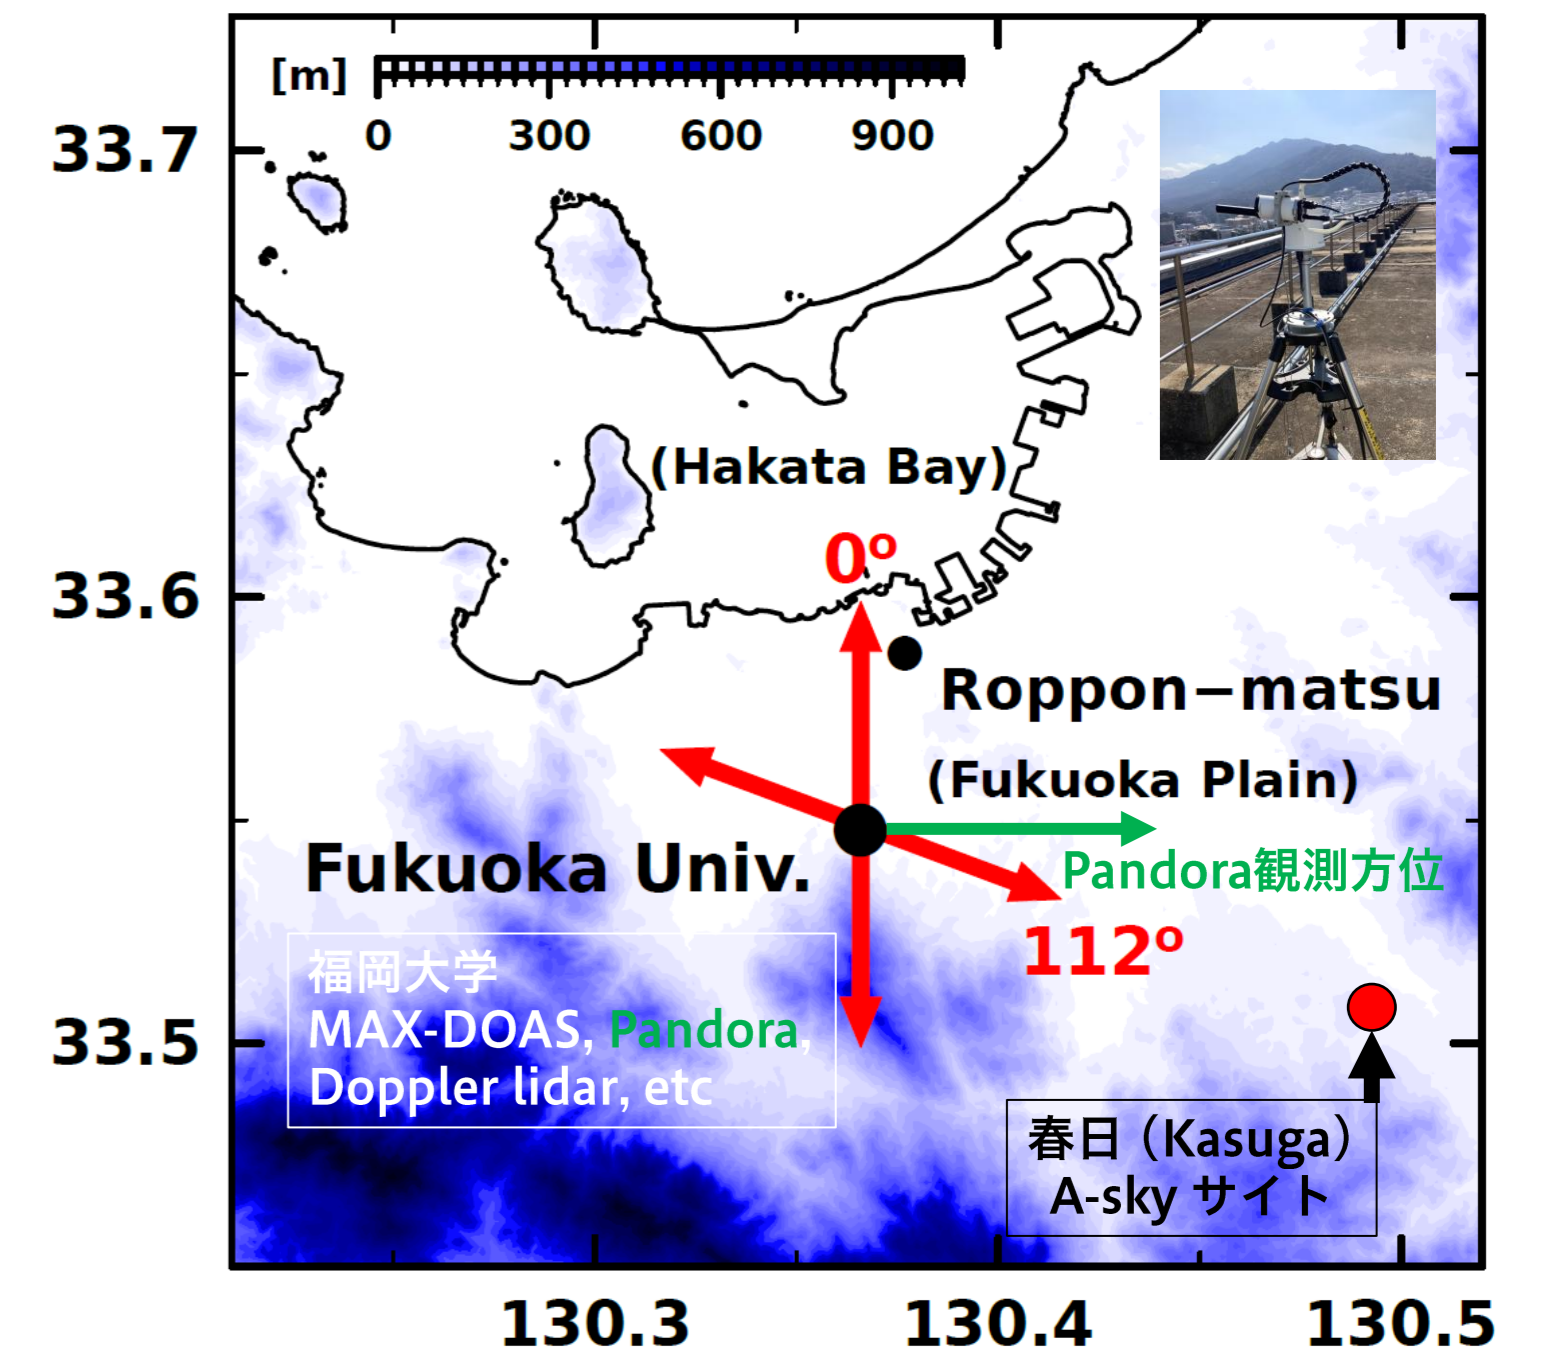 [m]
0 300 600 900
33.7
33.6
33.5
(Hakata Bay)
0º
Roppon−matsu
(Fukuoka Plain)
Pandora観測方位
Fukuoka Univ.
112º
福岡大学
MAX-DOAS, Pandora,
Doppler lidar, etc
春日（Kasuga）
A-sky サイト
130.3 130.4 130.5